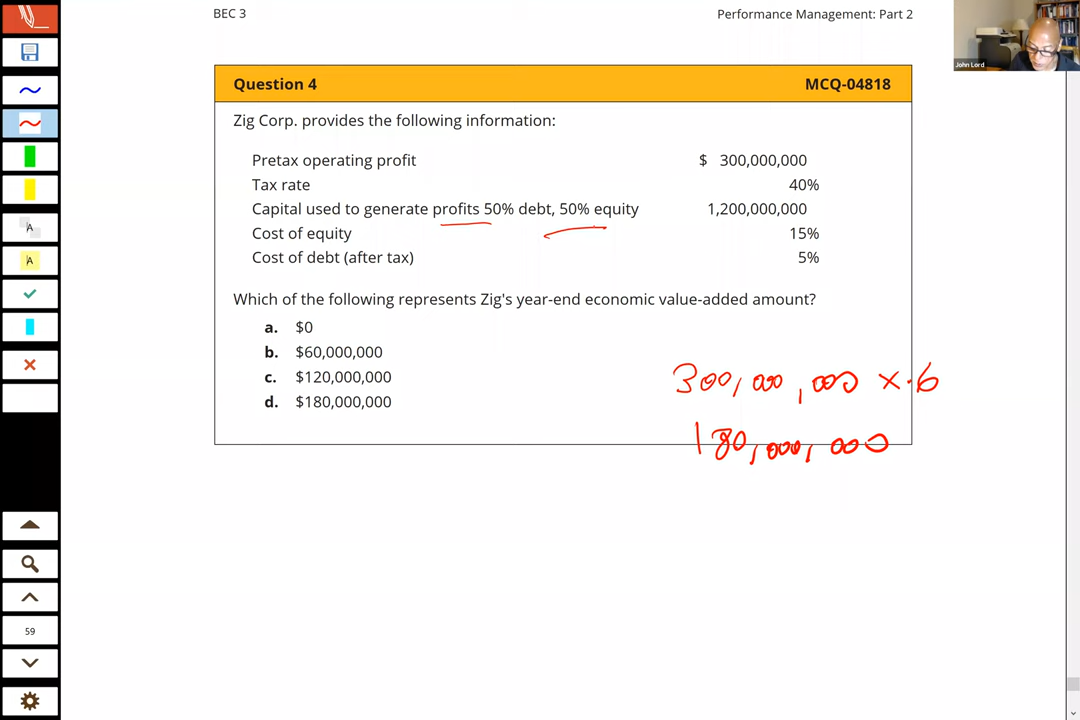 BEC 3
Performance Management: Part 2
John Lord
Question 4
MCQ-04818
Zig Corp. provides the following information:
Pretax operating profit $ 300,000,000
Tax rate 40%
Capital used to generate profits 50% debt, 50% equity 1,200,000,000
Cost of equity 15%
Cost of debt (after tax) 5%
Which of the following represents Zig's year-end economic value-added amount?
a. $0
b. $60,000,000
c. $120,000,000
d. $180,000,000
300,000,000 x .6
180,000,000
A
A
59